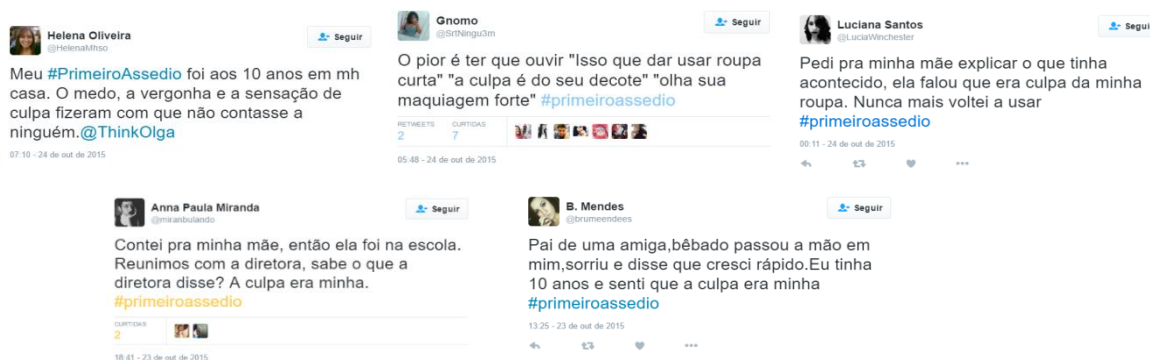 Helena Oliveira
@HelenaMhso
Seguir
Meu #PrimeiroAssedio foi aos 10 anos em mh
casa. O medo, a vergonha e a sensação de
culpa fizeram com que não contasse a
ninguém.@ThinkOlga
07:10 - 24 de out de 2015
Gnomo
@SrtNingu3m
Seguir
O pior é ter que ouvir "Isso que dar usar roupa
curta" "a culpa é do seu decote" "olha sua
maquiagem forte" #primeiroassedio
RETWEETS
2
CURTIDAS
7
05:48 - 24 de out de 2015
Luciana Santos
@LuciaWinchester
Segui
Pedi pra minha mãe explicar o que tinha
acontecido, ela falou que era culpa da minha
roupa. Nunca mais voltei a usar
#primeiroassedio
00:11 - 24 de out de 2015
Anna Paula Miranda
@miranbulando
Seguir
Contei pra minha mãe, então ela foi na escola.
Reunimos com a diretora, sabe o que a
diretora disse? A culpa era minha.
#primeiroassedio
CURTIDAS
2
18:41 - 23 de out de 2015
B. Mendes
@brumeendees
Seguir
Pai de uma amiga,bêbado passou a mão em
mim,sorriu e disse que cresci rápido.Eu tinha
10 anos e senti que a culpa era minha
#primeiroassedio
13:25 - 23 de out de 2015